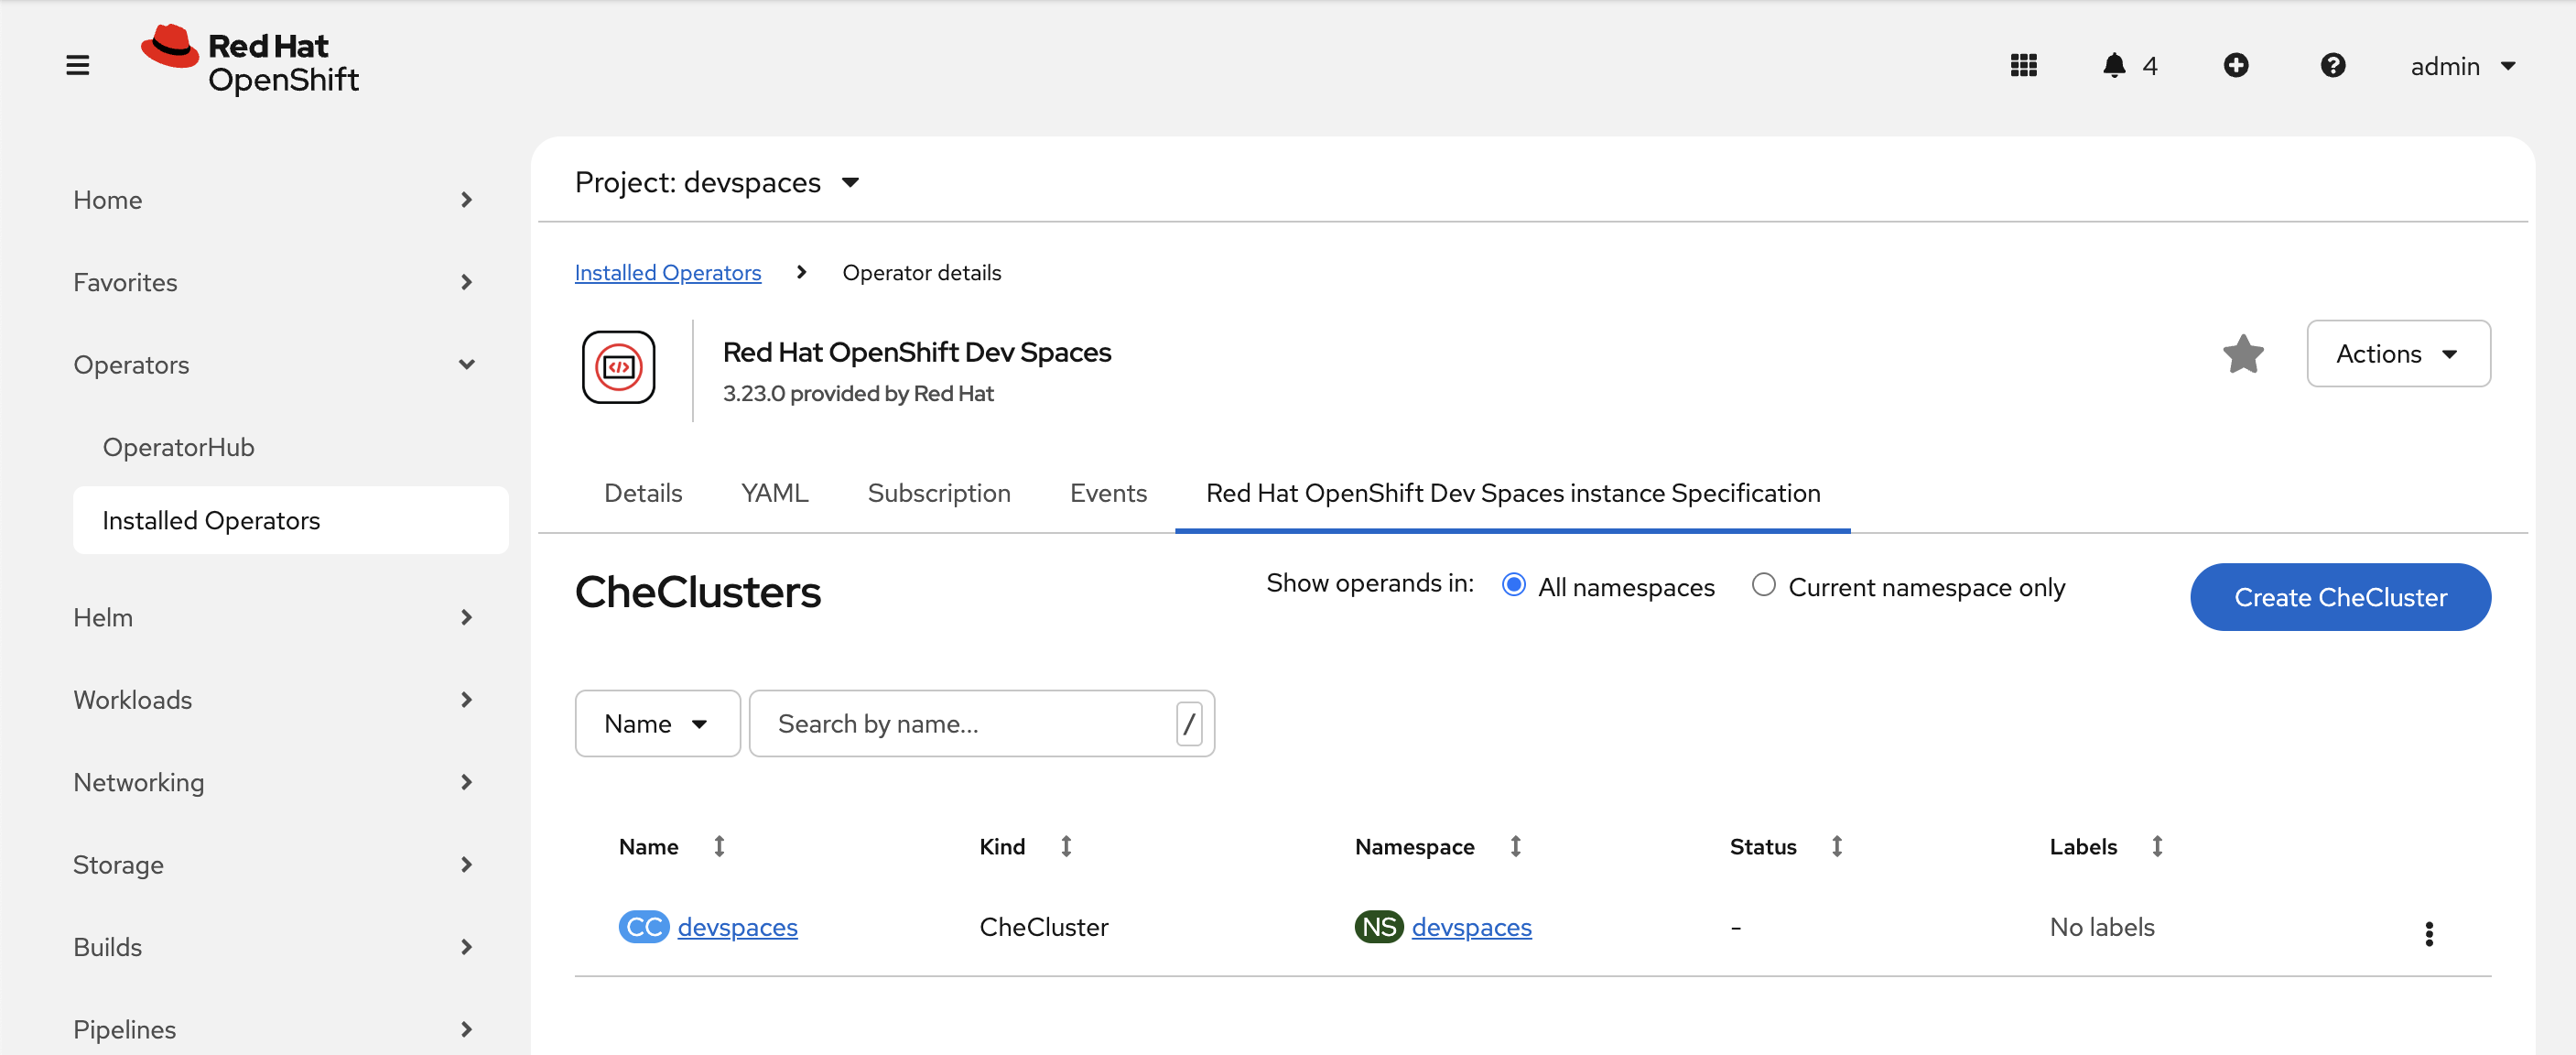 Red Hat
OpenShift
4
admin
Home
Favorites
Operators
OperatorHub
Installed Operators
Helm
Workloads
Networking
Storage
Builds
Pipelines
Project: devspaces
Installed Operators
Operator details
</>
Red Hat OpenShift Dev Spaces
3.23.0 provided by Red Hat
Actions
Details YAML Subscription Events Red Hat OpenShift Dev Spaces instance Specification
CheClusters
Show operands in: All namespaces Current namespace only
Create CheCluster
Name Search by name... /
Name Kind Namespace Status Labels
CC devspaces CheCluster NS devspaces - No labels